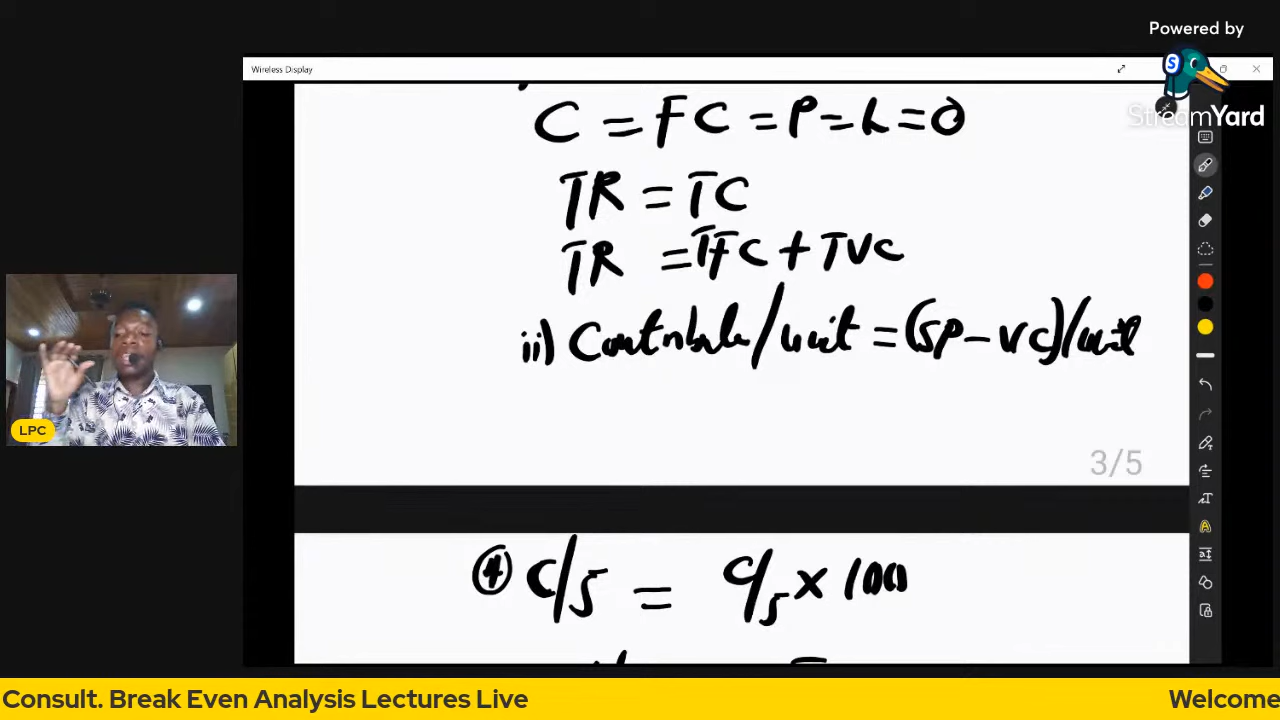 Powered by
StreamYard
Wireless Display
C = FC = P = L = 0
TR = TC
TR = TFC + TVC
ii) Contribution/unit = (SP - VC)/unit
LPC
3/5
④ C/S = C/S × 100
Consult. Break Even Analysis Lectures Live
Welcome